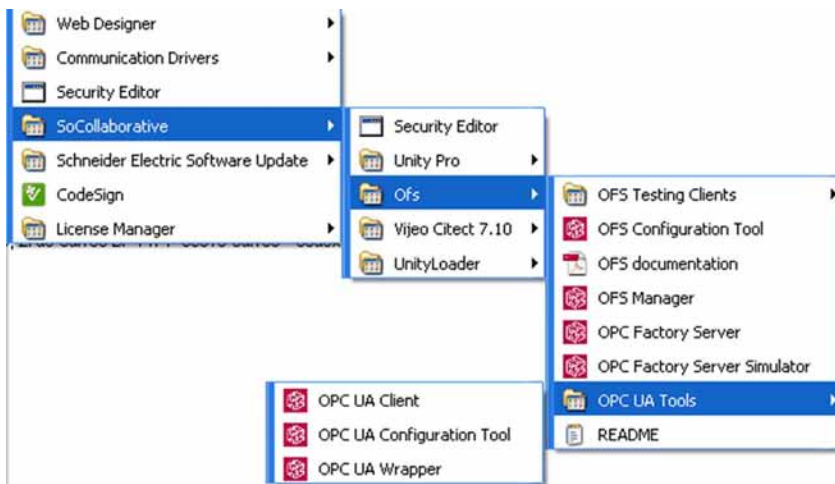 Web Designer
Communication Drivers
Security Editor
SoCollaborative
Schneider Electric Software Update
CodeSign
License Manager
Security Editor
Unity Pro
Ofs
Vijeo Citect 7.10
UnityLoader
OFS Testing Clients
OFS Configuration Tool
OFS documentation
OFS Manager
OPC Factory Server
OPC Factory Server Simulator
OPC UA Tools
README
OPC UA Client
OPC UA Configuration Tool
OPC UA Wrapper